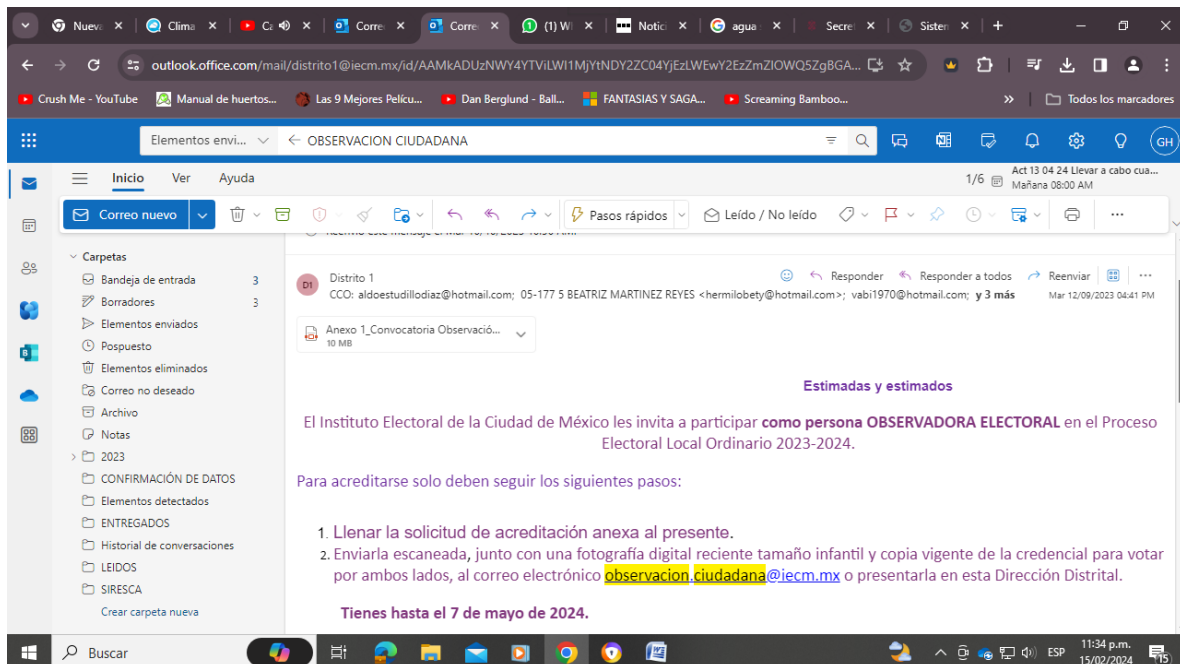 Nueva
Clima
Ca
Corre
Corre
(1) W
Notici
agua
Secre
Sisten
outlook.office.com/mail/distrito1@iecm.mx/id/AAMkADUzNWY4YTViLWI1MjYtNDY2ZC04YjEzLWEwY2EzZmZlOWQ5ZgBGA...
Crush Me - YouTube
Manual de huertos...
Las 9 Mejores Pelícu...
Dan Berglund - Ball...
FANTASIAS Y SAGA...
Screaming Bamboo...
»
Todos los marcadores
Elementos envi...
OBSERVACION CIUDADANA
GH
Inicio Ver Ayuda
1/6
Act 13 04 24 Llevar a cabo cua...
Mañana 08:00 AM
Correo nuevo
Pasos rápidos
Leído / No leído
Carpetas
Bandeja de entrada 3
Borradores 3
Elementos enviados
Pospuesto
Elementos eliminados
Correo no deseado
Archivo
Notas
2023
CONFIRMACIÓN DE DATOS
Elementos detectados
ENTREGADOS
Historial de conversaciones
LEIDOS
SIRESCA
Crear carpeta nueva
D1
Distrito 1
Responder
Responder a todos
Reenviar
CCO: aldoestudillodiaz@hotmail.com; 05-177 5 BEATRIZ MARTINEZ REYES <hermilobety@hotmail.com>; vabi1970@hotmail.com; y 3 más
Mar 12/09/2023 04:41 PM
Anexo 1_Convocatoria Observació...
10 MB
Estimadas y estimados
El Instituto Electoral de la Ciudad de México les invita a participar como persona OBSERVADORA ELECTORAL en el Proceso
Electoral Local Ordinario 2023-2024.
Para acreditarse solo deben seguir los siguientes pasos:
1. Llenar la solicitud de acreditación anexa al presente.
2. Enviarla escaneada, junto con una fotografía digital reciente tamaño infantil y copia vigente de la credencial para votar
por ambos lados, al correo electrónico observacion.ciudadana@iecm.mx o presentarla en esta Dirección Distrital.
Tienes hasta el 7 de mayo de 2024.
Buscar
ESP
11:34 p.m.
15/02/2024
15